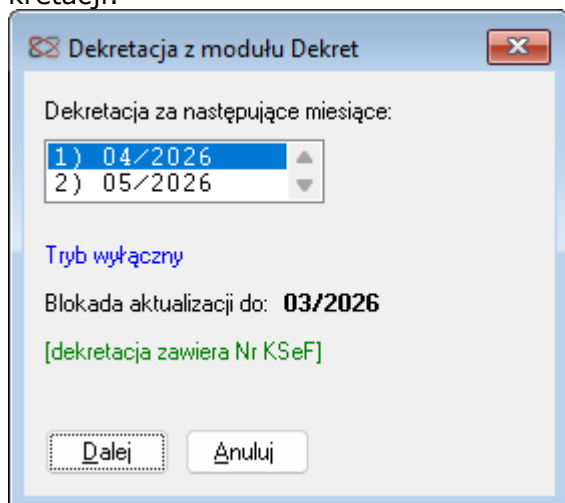 kretacji.
Dekretacja z modułu Dekret
Dekretacja za następujące miesiące:
1) 04/2026
2) 05/2026
Tryb wyłączny
Blokada aktualizacji do: 03/2026
[dekretacja zawiera Nr KSeF]
Dalej Anuluj